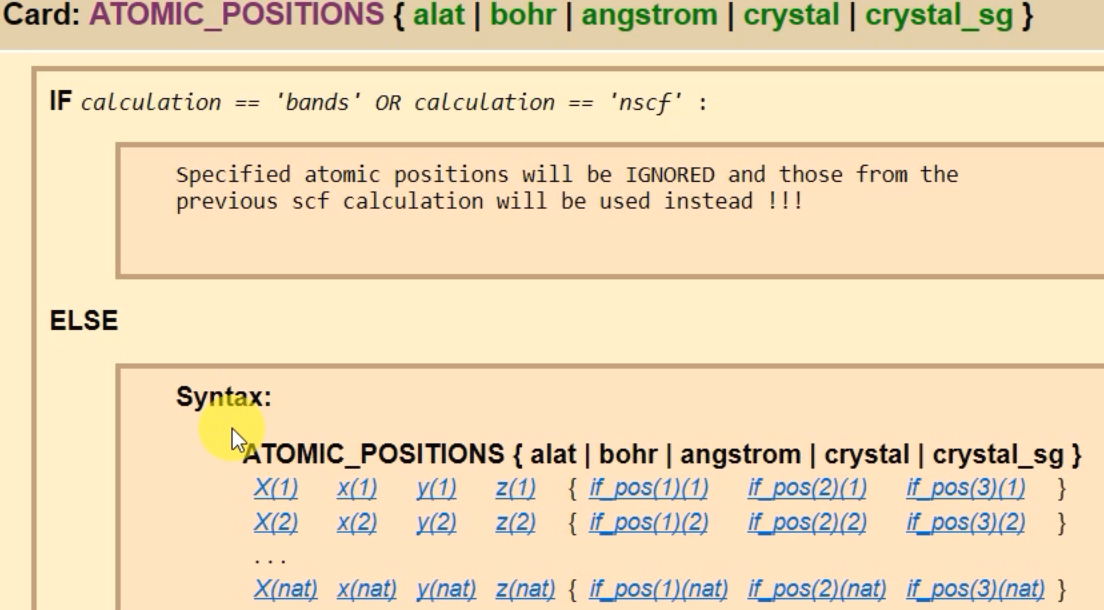 Card: ATOMIC_POSITIONS { alat | bohr | angstrom | crystal | crystal_sg }
IF calculation == 'bands' OR calculation == 'nscf' :
Specified atomic positions will be IGNORED and those from the
previous scf calculation will be used instead !!!
ELSE
Syntax:
ATOMIC_POSITIONS { alat | bohr | angstrom | crystal | crystal_sg }
X(1) x(1) y(1) z(1) { if_pos(1)(1) if_pos(2)(1) if_pos(3)(1) }
X(2) x(2) y(2) z(2) { if_pos(1)(2) if_pos(2)(2) if_pos(3)(2) }
. . .
X(nat) x(nat) y(nat) z(nat) { if_pos(1)(nat) if_pos(2)(nat) if_pos(3)(nat) }